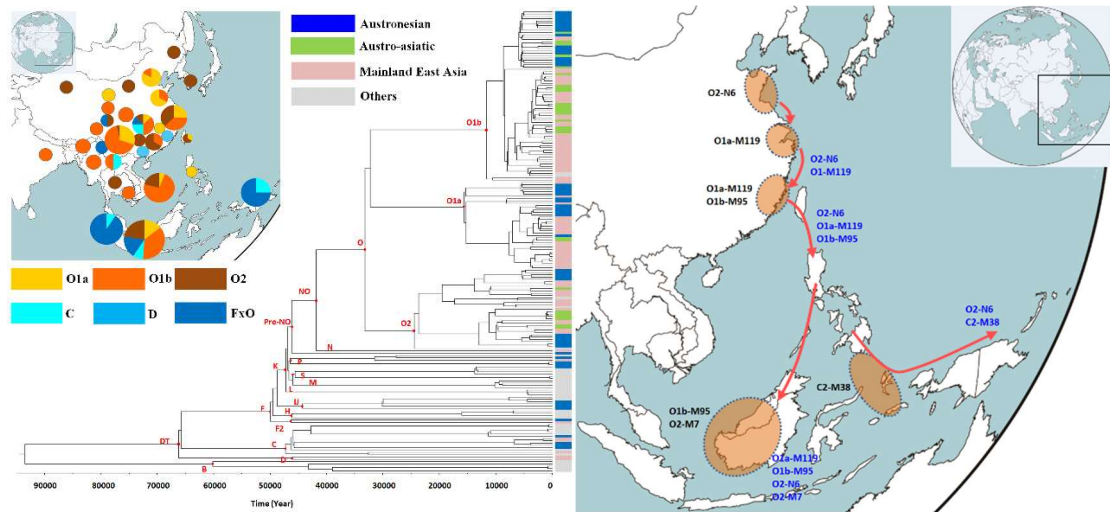 Austronesian
Austro-asiatic
Mainland East Asia
Others
O1a
O1b
O2
C
D
FxO
O1b
O1a
O
NO
O2
Pre-NO
N
P
K
S
M
L
IJ
F
H
F2
DT
C
D
B
90000
80000
70000
60000
50000
40000
30000
20000
10000
0
Time (Year)
O2-N6
O1a-M119
O2-N6
O1-M119
O1a-M119
O1b-M95
O2-N6
O1a-M119
O1b-M95
O2-N6
C2-M38
C2-M38
O1b-M95
O2-M7
O1a-M119
O1b-M95
O2-N6
O2-M7